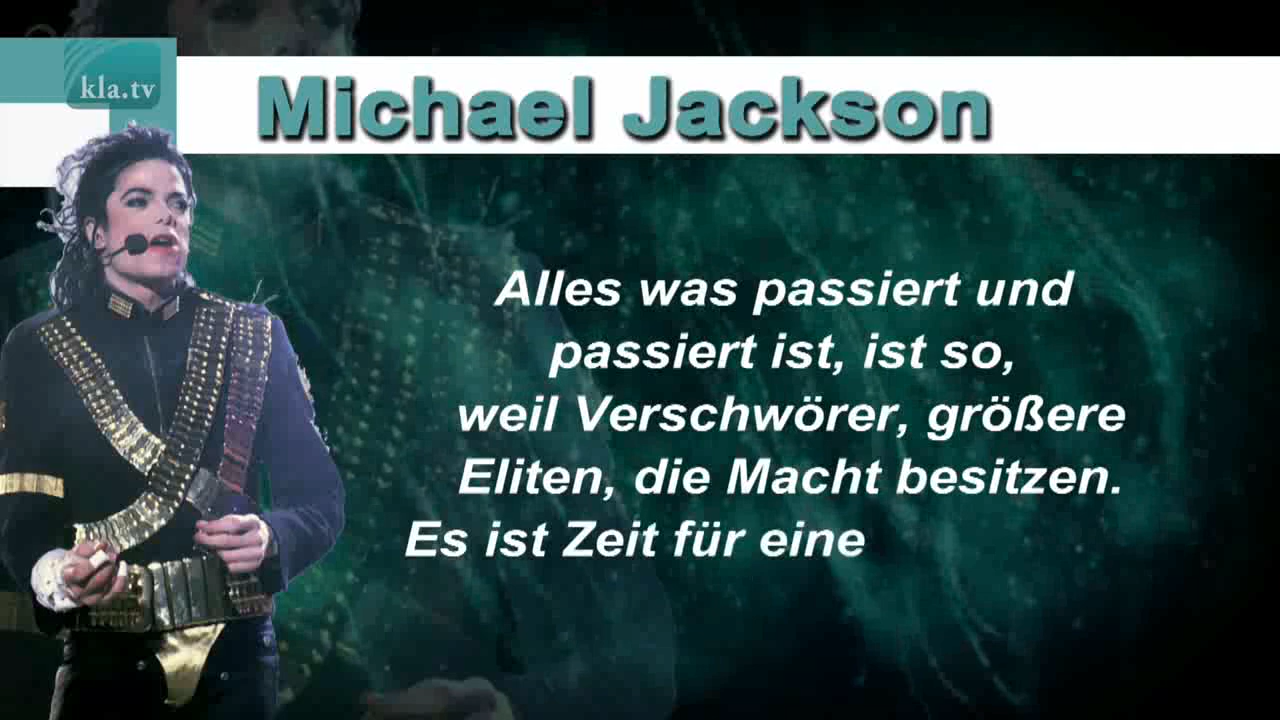 kla.tv
Michael Jackson
Alles was passiert und
passiert ist, ist so,
weil Verschwörer, größere
Eliten, die Macht besitzen.
Es ist Zeit für eine